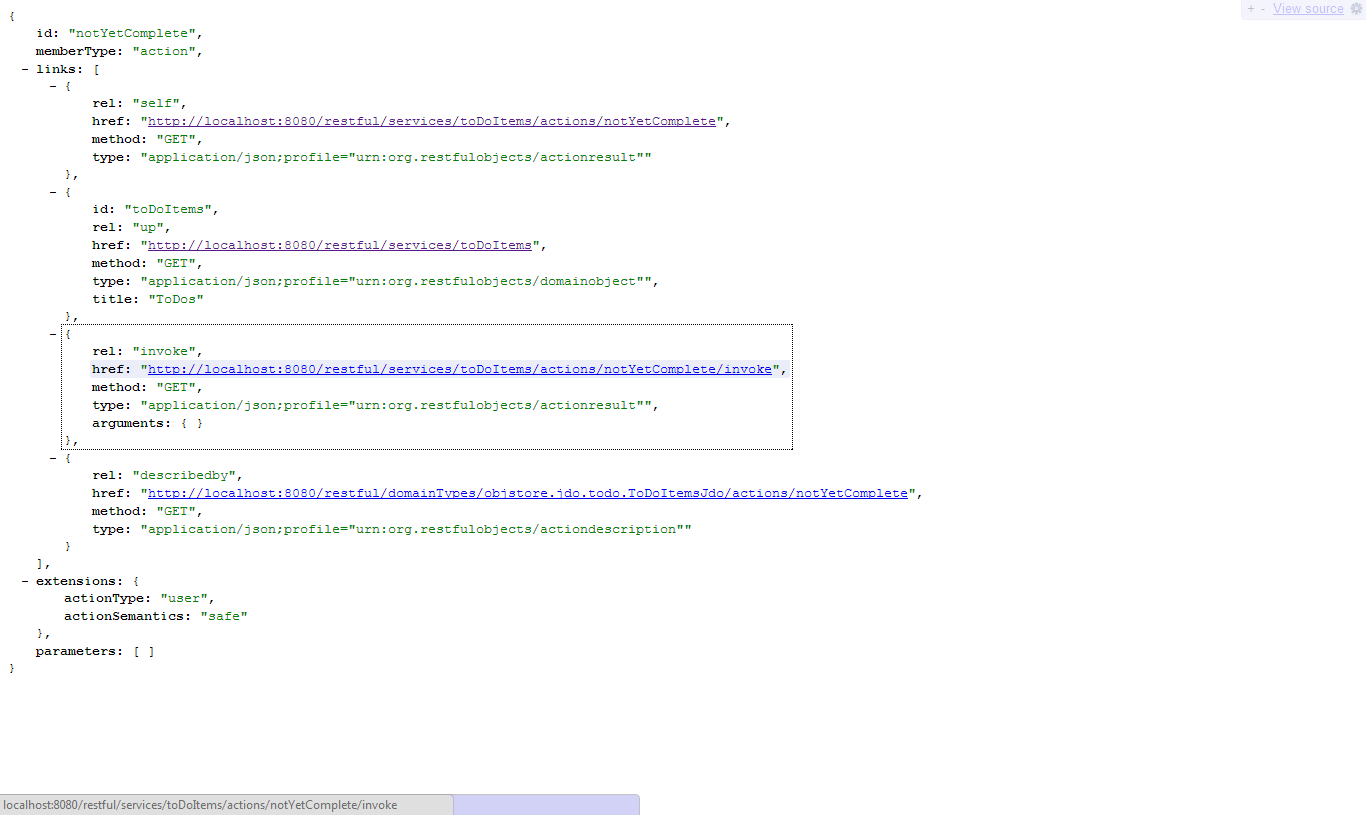 + - View source
{
id: "notYetComplete",
memberType: "action",
- links: [
- {
rel: "self",
href: "http://localhost:8080/restful/services/toDoItems/actions/notYetComplete",
method: "GET",
type: "application/json;profile="urn:org.restfulobjects/actionresult""
},
- {
id: "toDoItems",
rel: "up",
href: "http://localhost:8080/restful/services/toDoItems",
method: "GET",
type: "application/json;profile="urn:org.restfulobjects/domainobject"",
title: "ToDos"
},
- {
rel: "invoke",
href: "http://localhost:8080/restful/services/toDoItems/actions/notYetComplete/invoke",
method: "GET",
type: "application/json;profile="urn:org.restfulobjects/actionresult"",
arguments: { }
},
- {
rel: "describedby",
href: "http://localhost:8080/restful/domainTypes/objstore.jdo.todo.ToDoItemsJdo/actions/notYetComplete",
method: "GET",
type: "application/json;profile="urn:org.restfulobjects/actiondescription""
}
],
- extensions: {
actionType: "user",
actionSemantics: "safe"
},
parameters: [ ]
}
localhost:8080/restful/services/toDoItems/actions/notYetComplete/invoke